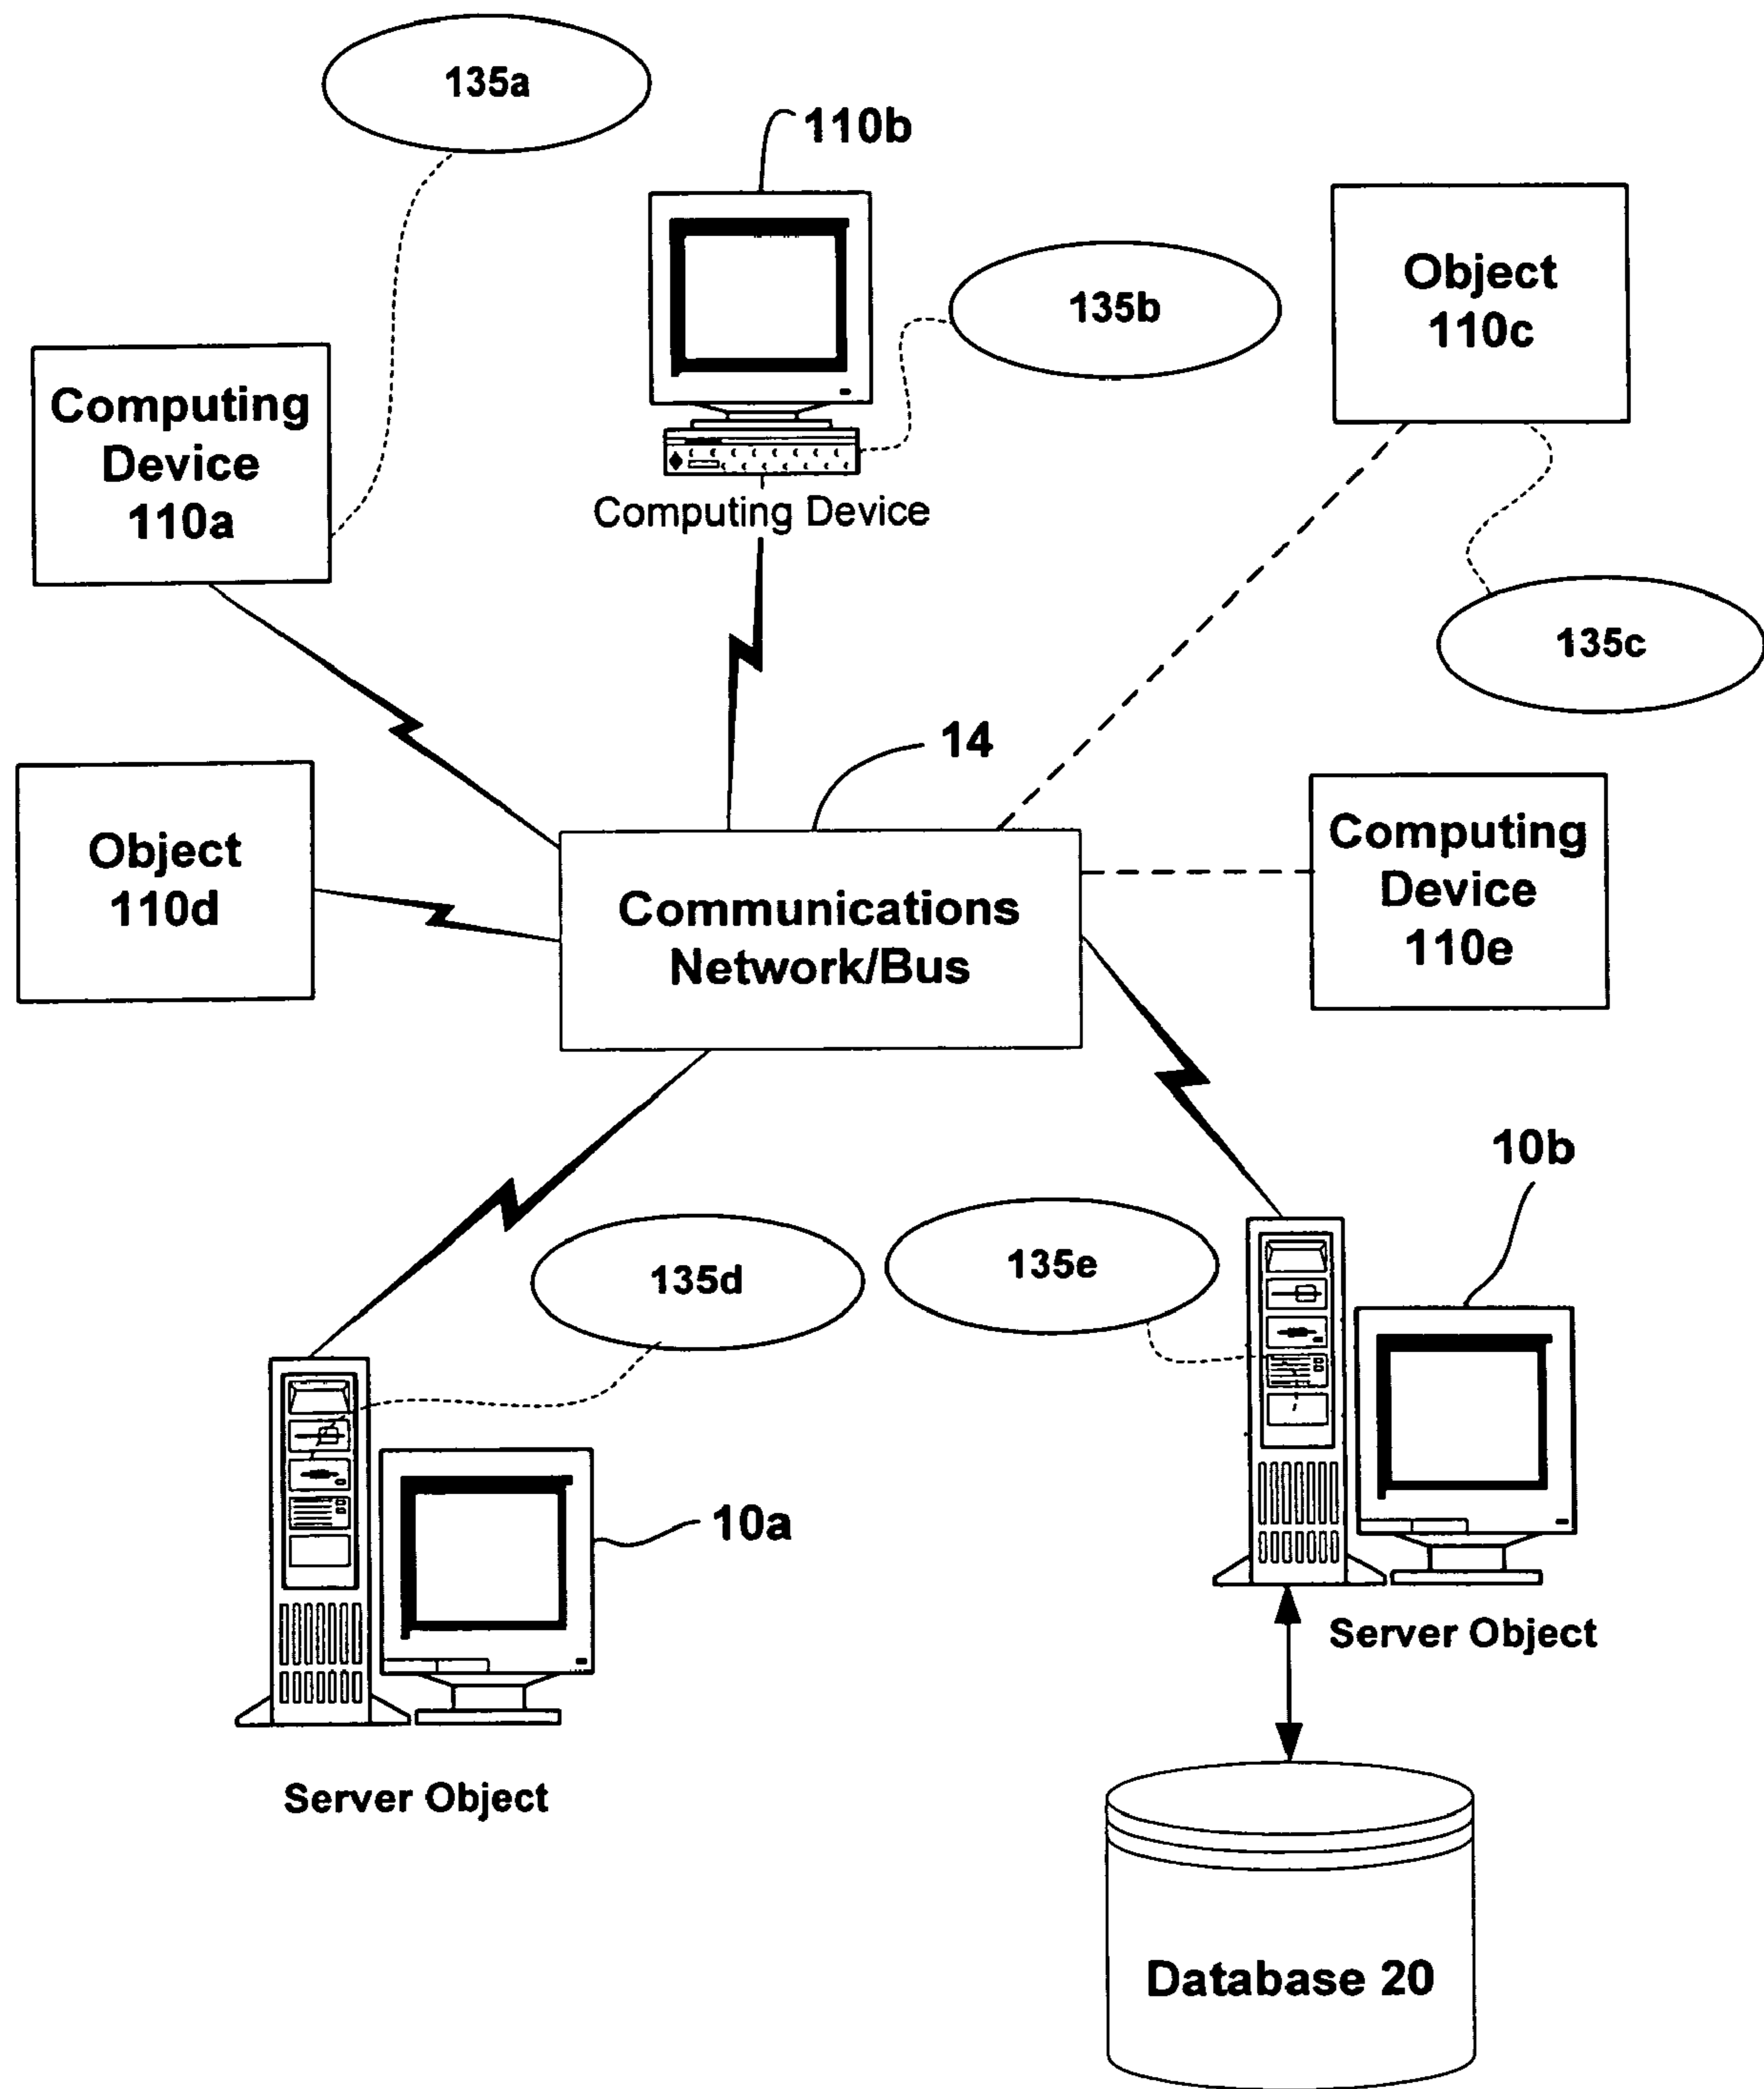 135a
110b
Object
110c
135b
Computing
Device
110a
Computing Device
135c
14
Object
110d
Communications
Network/Bus
Computing
Device
110e
10b
135d
135e
10a
Server Object
Server Object
Database 20